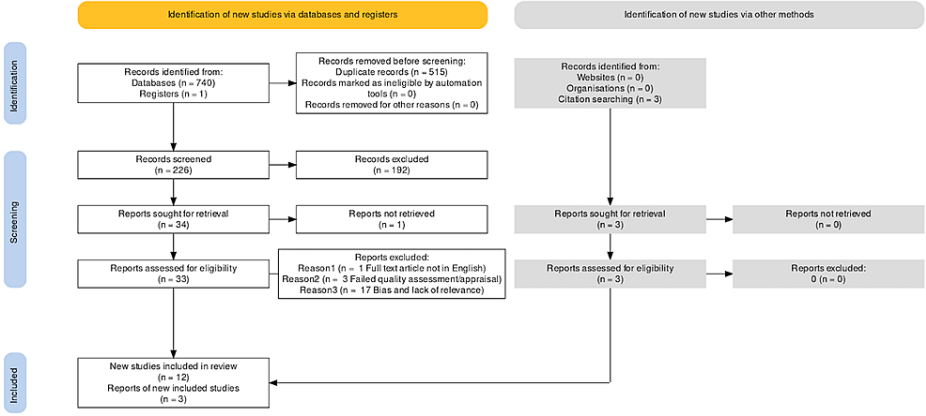 Identification of new studies via databases and registers
Identification of new studies via other methods
Identification
Records identified from:
Databases (n = 740)
Registers (n = 1)
Records removed before screening:
Duplicate records (n = 515)
Records marked as ineligible by automation
tools (n = 0)
Records removed for other reasons (n = 0)
Records identified from:
Websites (n = 0)
Organisations (n = 0)
Citation searching (n = 3)
Screening
Records screened
(n = 226)
Records excluded
(n = 192)
Reports sought for retrieval
(n = 34)
Reports not retrieved
(n = 1)
Reports sought for retrieval
(n = 3)
Reports not retrieved
(n = 0)
Reports assessed for eligibility
(n = 33)
Reports excluded:
Reason1 (n = 1 Full text article not in English)
Reason2 (n = 3 Failed quality assessment/appraisal)
Reason3 (n = 17 Bias and lack of relevance)
Reports assessed for eligibility
(n = 3)
Reports excluded:
0 (n = 0)
Included
New studies included in review
(n = 12)
Reports of new included studies
(n = 3)